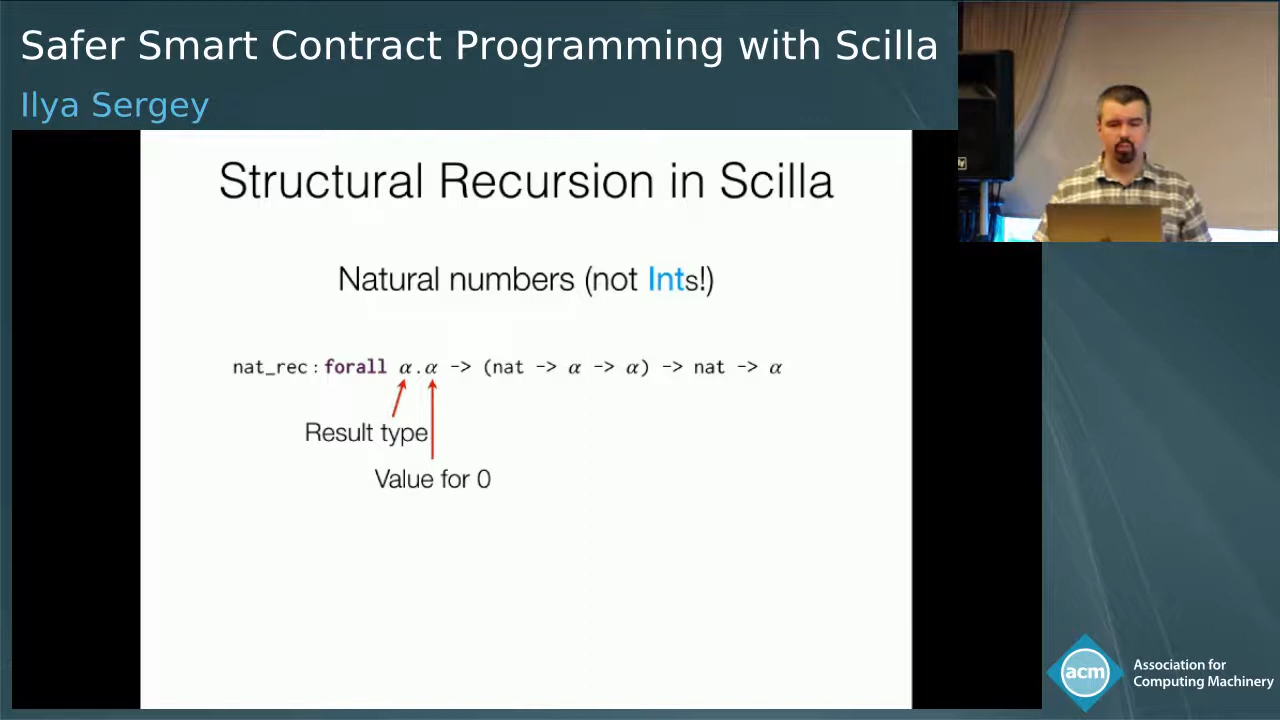 Safer Smart Contract Programming with Scilla
Ilya Sergey
Structural Recursion in Scilla
Natural numbers (not Ints!)
nat_rec : forall α.α -> (nat -> α -> α) -> nat -> α
Result type
Value for 0
acm
Association for
Computing Machinery